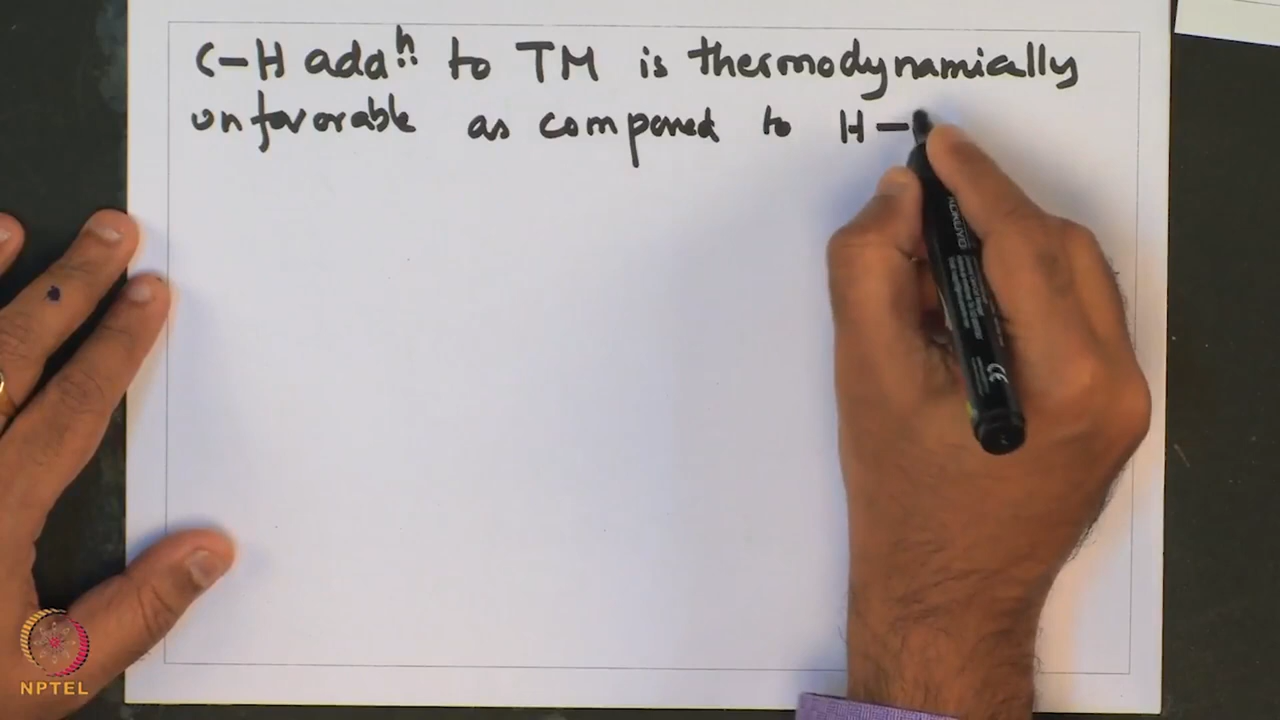 C-H addn. to TM is thermodynamically
unfavorable as compared to H-
NPTEL